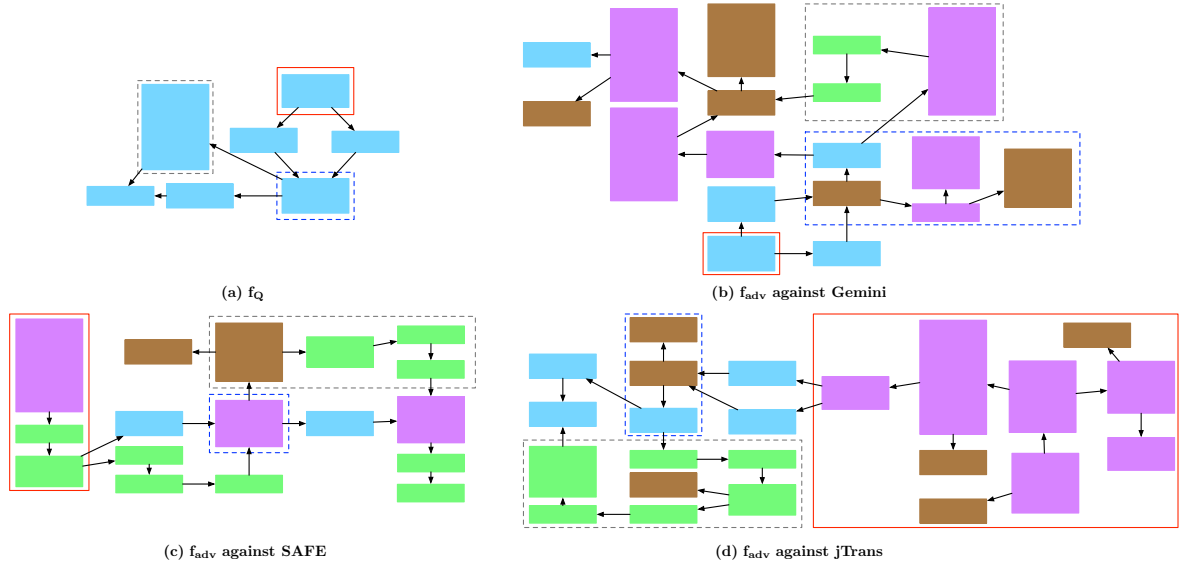 (a) fQ
(b) fadv against Gemini
(c) fadv against SAFE
(d) fadv against jTrans